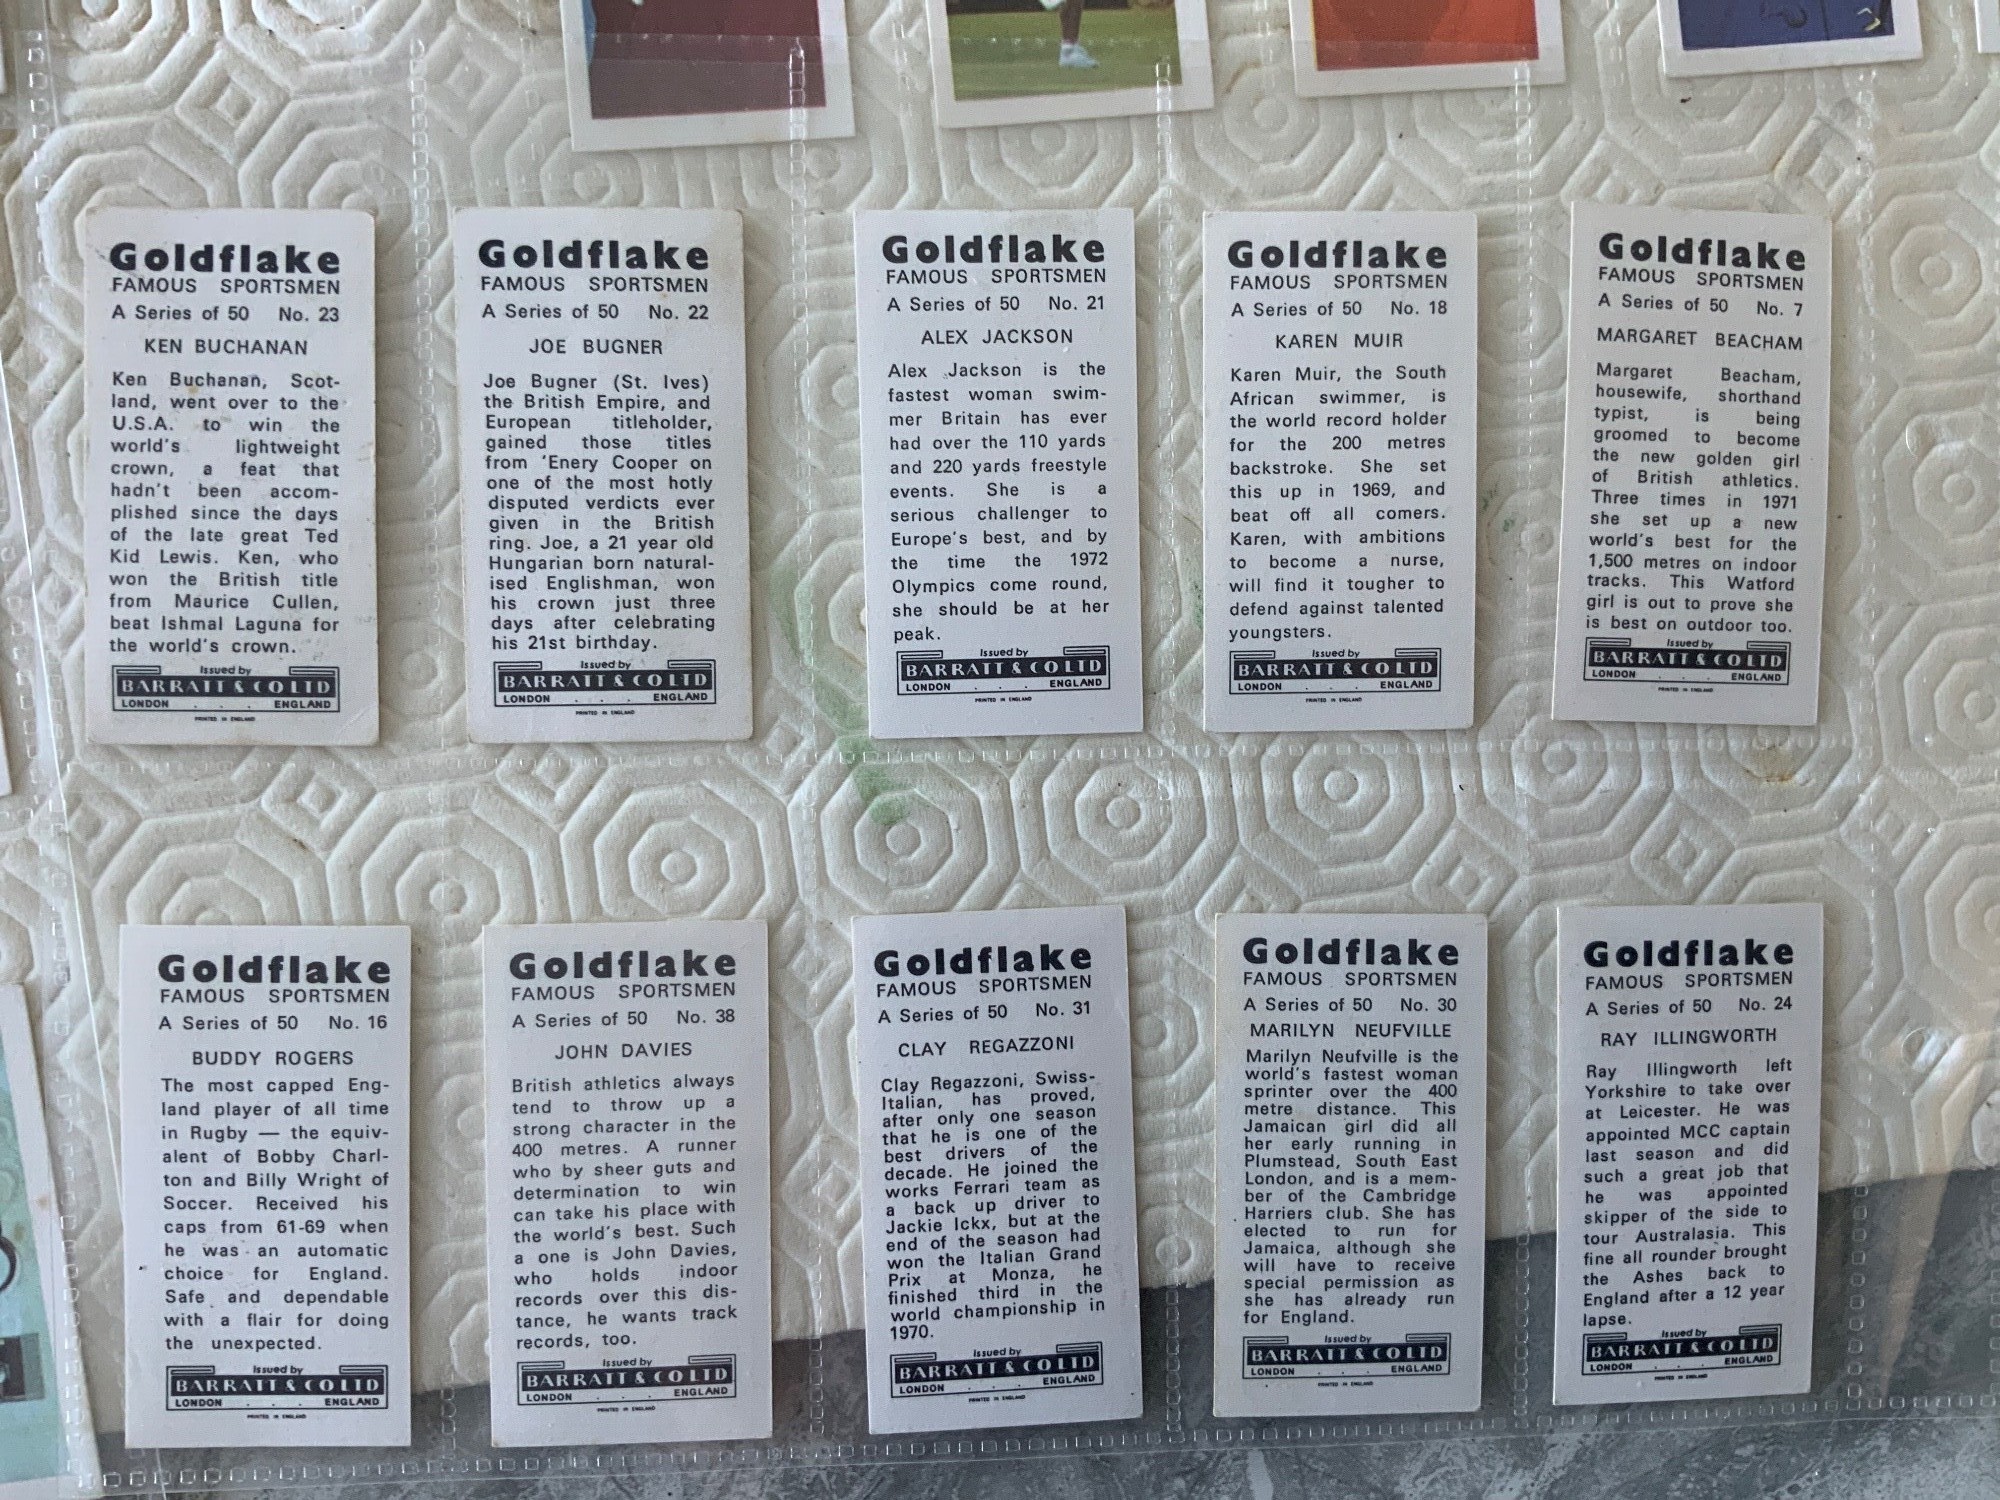 Goldflake
FAMOUS SPORTSMEN
A Series of 50 No. 23
KEN BUCHANAN
Ken Buchanan, Scot-
land, went over to the
U.S.A. to win the
world's lightweight
crown, a feat that
hadn't been accom-
plished since the days
of the late great Ted
Kid Lewis. Ken, who
won the British title
from Maurice Cullen,
beat Ishmal Laguna for
the world's crown.
Issued by
BARRATT & CO LTD
LONDON . . . ENGLAND
PRINTED IN ENGLAND
Goldflake
FAMOUS SPORTSMEN
A Series of 50 No. 22
JOE BUGNER
Joe Bugner (St. Ives)
the British Empire, and
European titleholder,
gained those titles
from 'Enery Cooper on
one of the most hotly
disputed verdicts ever
given in the British
ring. Joe, a 21 year old
Hungarian born natural-
ised Englishman, won
his crown just three
days after celebrating
his 21st birthday.
Issued by
BARRATT & CO LTD
LONDON . . . ENGLAND
PRINTED IN ENGLAND
Goldflake
FAMOUS SPORTSMEN
A Series of 50 No. 21
ALEX JACKSON
Alex Jackson is the
fastest woman swim-
mer Britain has ever
had over the 110 yards
and 220 yards freestyle
events. She is a
serious challenger to
Europe's best, and by
the time the 1972
Olympics come round,
she should be at her
peak.
Issued by
BARRATT & CO LTD
LONDON . . . ENGLAND
PRINTED IN ENGLAND
Goldflake
FAMOUS SPORTSMEN
A Series of 50 No. 18
KAREN MUIR
Karen Muir, the South
African swimmer, is
the world record holder
for the 200 metres
backstroke. She set
this up in 1969, and
beat off all comers.
Karen, with ambitions
to become a nurse,
will find it tougher to
defend against talented
youngsters.
Issued by
BARRATT & CO LTD
LONDON . . . ENGLAND
PRINTED IN ENGLAND
Goldflake
FAMOUS SPORTSMEN
A Series of 50 No. 7
MARGARET BEACHAM
Margaret Beacham,
housewife, shorthand
typist, is being
groomed to become
the new golden girl
of British athletics.
Three times in 1971
she set up a new
world's best for the
1,500 metres on indoor
tracks. This Watford
girl is out to prove she
is best on outdoor too.
Issued by
BARRATT & CO LTD
LONDON . . . ENGLAND
PRINTED IN ENGLAND
Goldflake
FAMOUS SPORTSMEN
A Series of 50 No. 16
BUDDY ROGERS
The most capped Eng-
land player of all time
in Rugby — the equiv-
alent of Bobby Charl-
ton and Billy Wright of
Soccer. Received his
caps from 61-69 when
he was an automatic
choice for England.
Safe and dependable
with a flair for doing
the unexpected.
Issued by
BARRATT & CO LTD
LONDON . . . ENGLAND
PRINTED IN ENGLAND
Goldflake
FAMOUS SPORTSMEN
A Series of 50 No. 38
JOHN DAVIES
British athletics always
tend to throw up a
strong character in the
400 metres. A runner
who by sheer guts and
determination to win
can take his place with
the world's best. Such
a one is John Davies,
who holds indoor
records over this dis-
tance, he wants track
records, too.
Issued by
BARRATT & CO LTD
LONDON . . . ENGLAND
PRINTED IN ENGLAND
Goldflake
FAMOUS SPORTSMEN
A Series of 50 No. 31
CLAY REGAZZONI
Clay Regazzoni, Swiss-
Italian, has proved,
after only one season
that he is one of the
best drivers of the
decade. He joined the
works Ferrari team as
a back up driver to
Jackie Ickx, but at the
end of the season had
won the Italian Grand
Prix at Monza, he
finished third in the
world championship in
1970.
Issued by
BARRATT & CO LTD
LONDON . . . ENGLAND
PRINTED IN ENGLAND
Goldflake
FAMOUS SPORTSMEN
A Series of 50 No. 30
MARILYN NEUFVILLE
Marilyn Neufville is the
world's fastest woman
sprinter over the 400
metre distance. This
Jamaican girl did all
her early running in
Plumstead, South East
London, and is a mem-
ber of the Cambridge
Harriers club. She has
elected to run for
Jamaica, although she
will have to receive
special permission as
she has already run
for England.
Issued by
BARRATT & CO LTD
LONDON . . . ENGLAND
PRINTED IN ENGLAND
Goldflake
FAMOUS SPORTSMEN
A Series of 50 No. 24
RAY ILLINGWORTH
Ray Illingworth left
Yorkshire to take over
at Leicester. He was
appointed MCC captain
last season and did
such a great job that
he was appointed
skipper of the side to
tour Australasia. This
fine all rounder brought
the Ashes back to
England after a 12 year
lapse.
Issued by
BARRATT & CO LTD
LONDON . . . ENGLAND
PRINTED IN ENGLAND